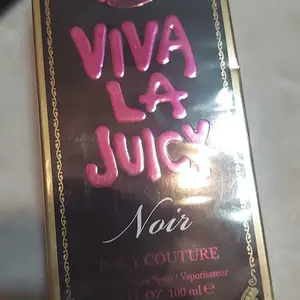 VIVA
LA
JUICY
Noir
JUICY COUTURE
Spray / Vaporisateur
OZ. 100 ml e